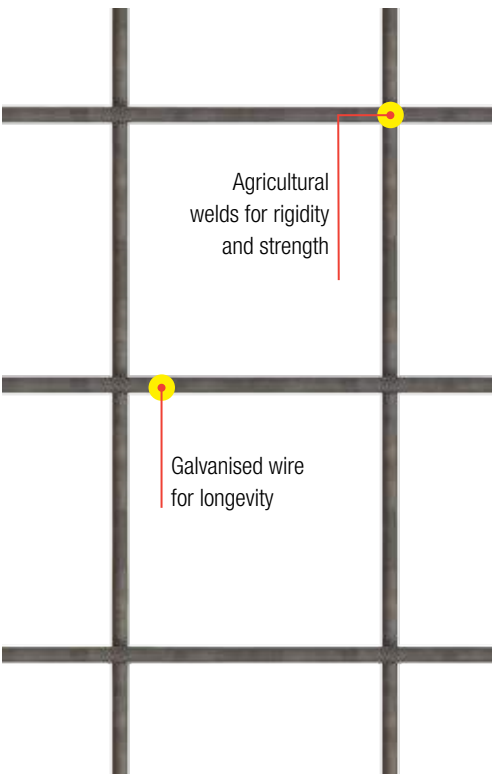 Agricultural
welds for rigidity
and strength
Galvanised wire
for longevity